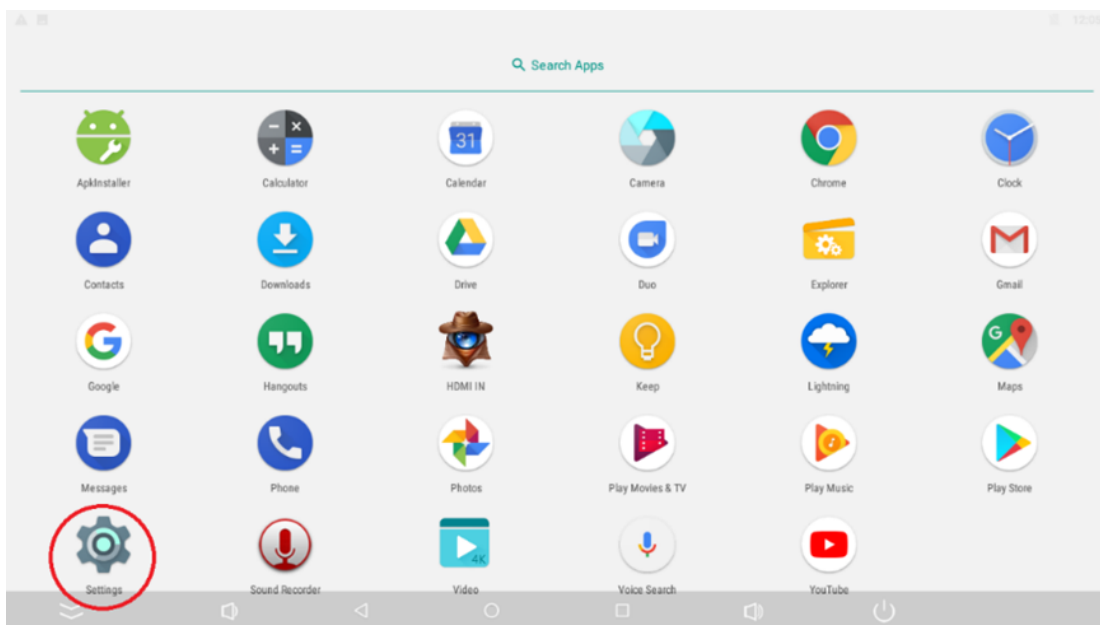 12:09
Search Apps
ApkInstaller Calculator Calendar Camera Chrome Clock
Contacts Downloads Drive Duo Explorer Gmail
Google Hangouts HDMI IN Keep Lightning Maps
Messages Phone Photos Play Movies & TV Play Music Play Store
Settings Sound Recorder Video Voice Search YouTube